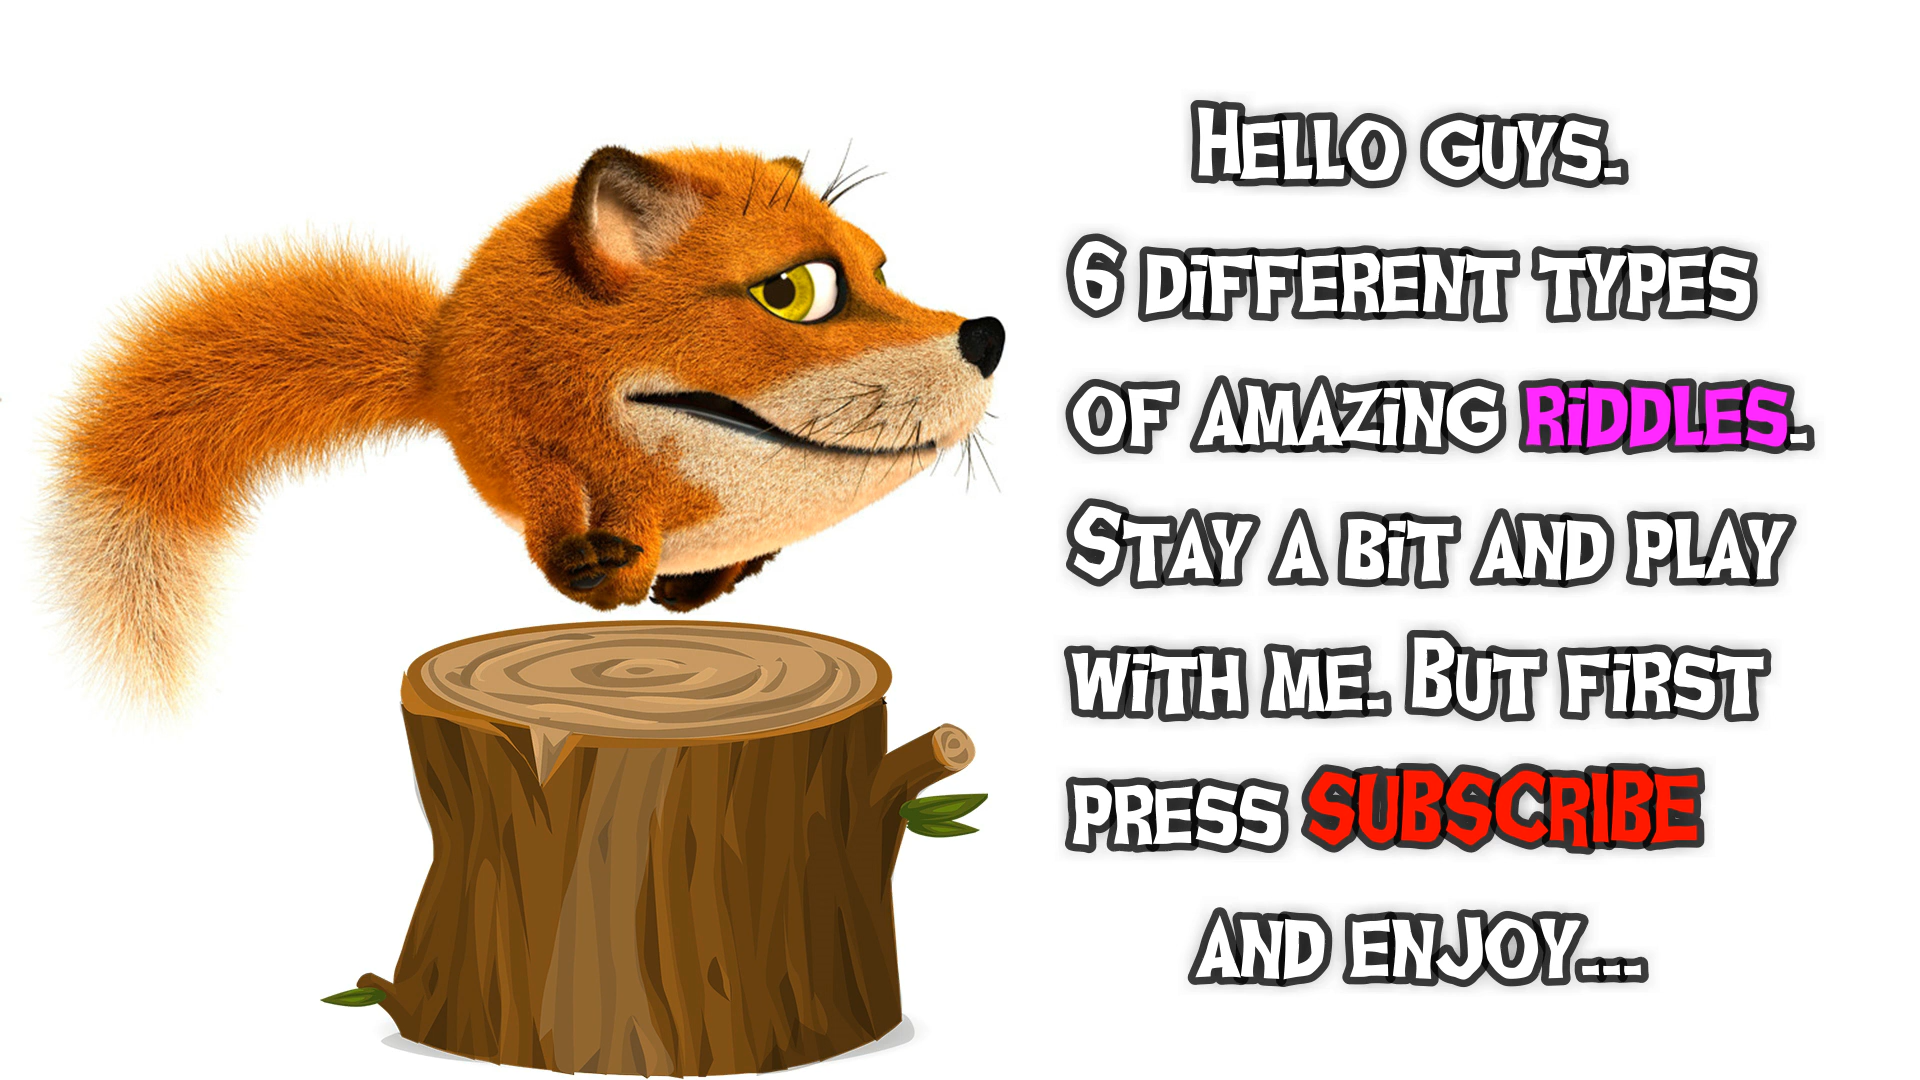 Hello guys.
6 different types
of amazing riddles.
Stay a bit and play
with me. But first
press SUBSCRIBE
and enjoy...